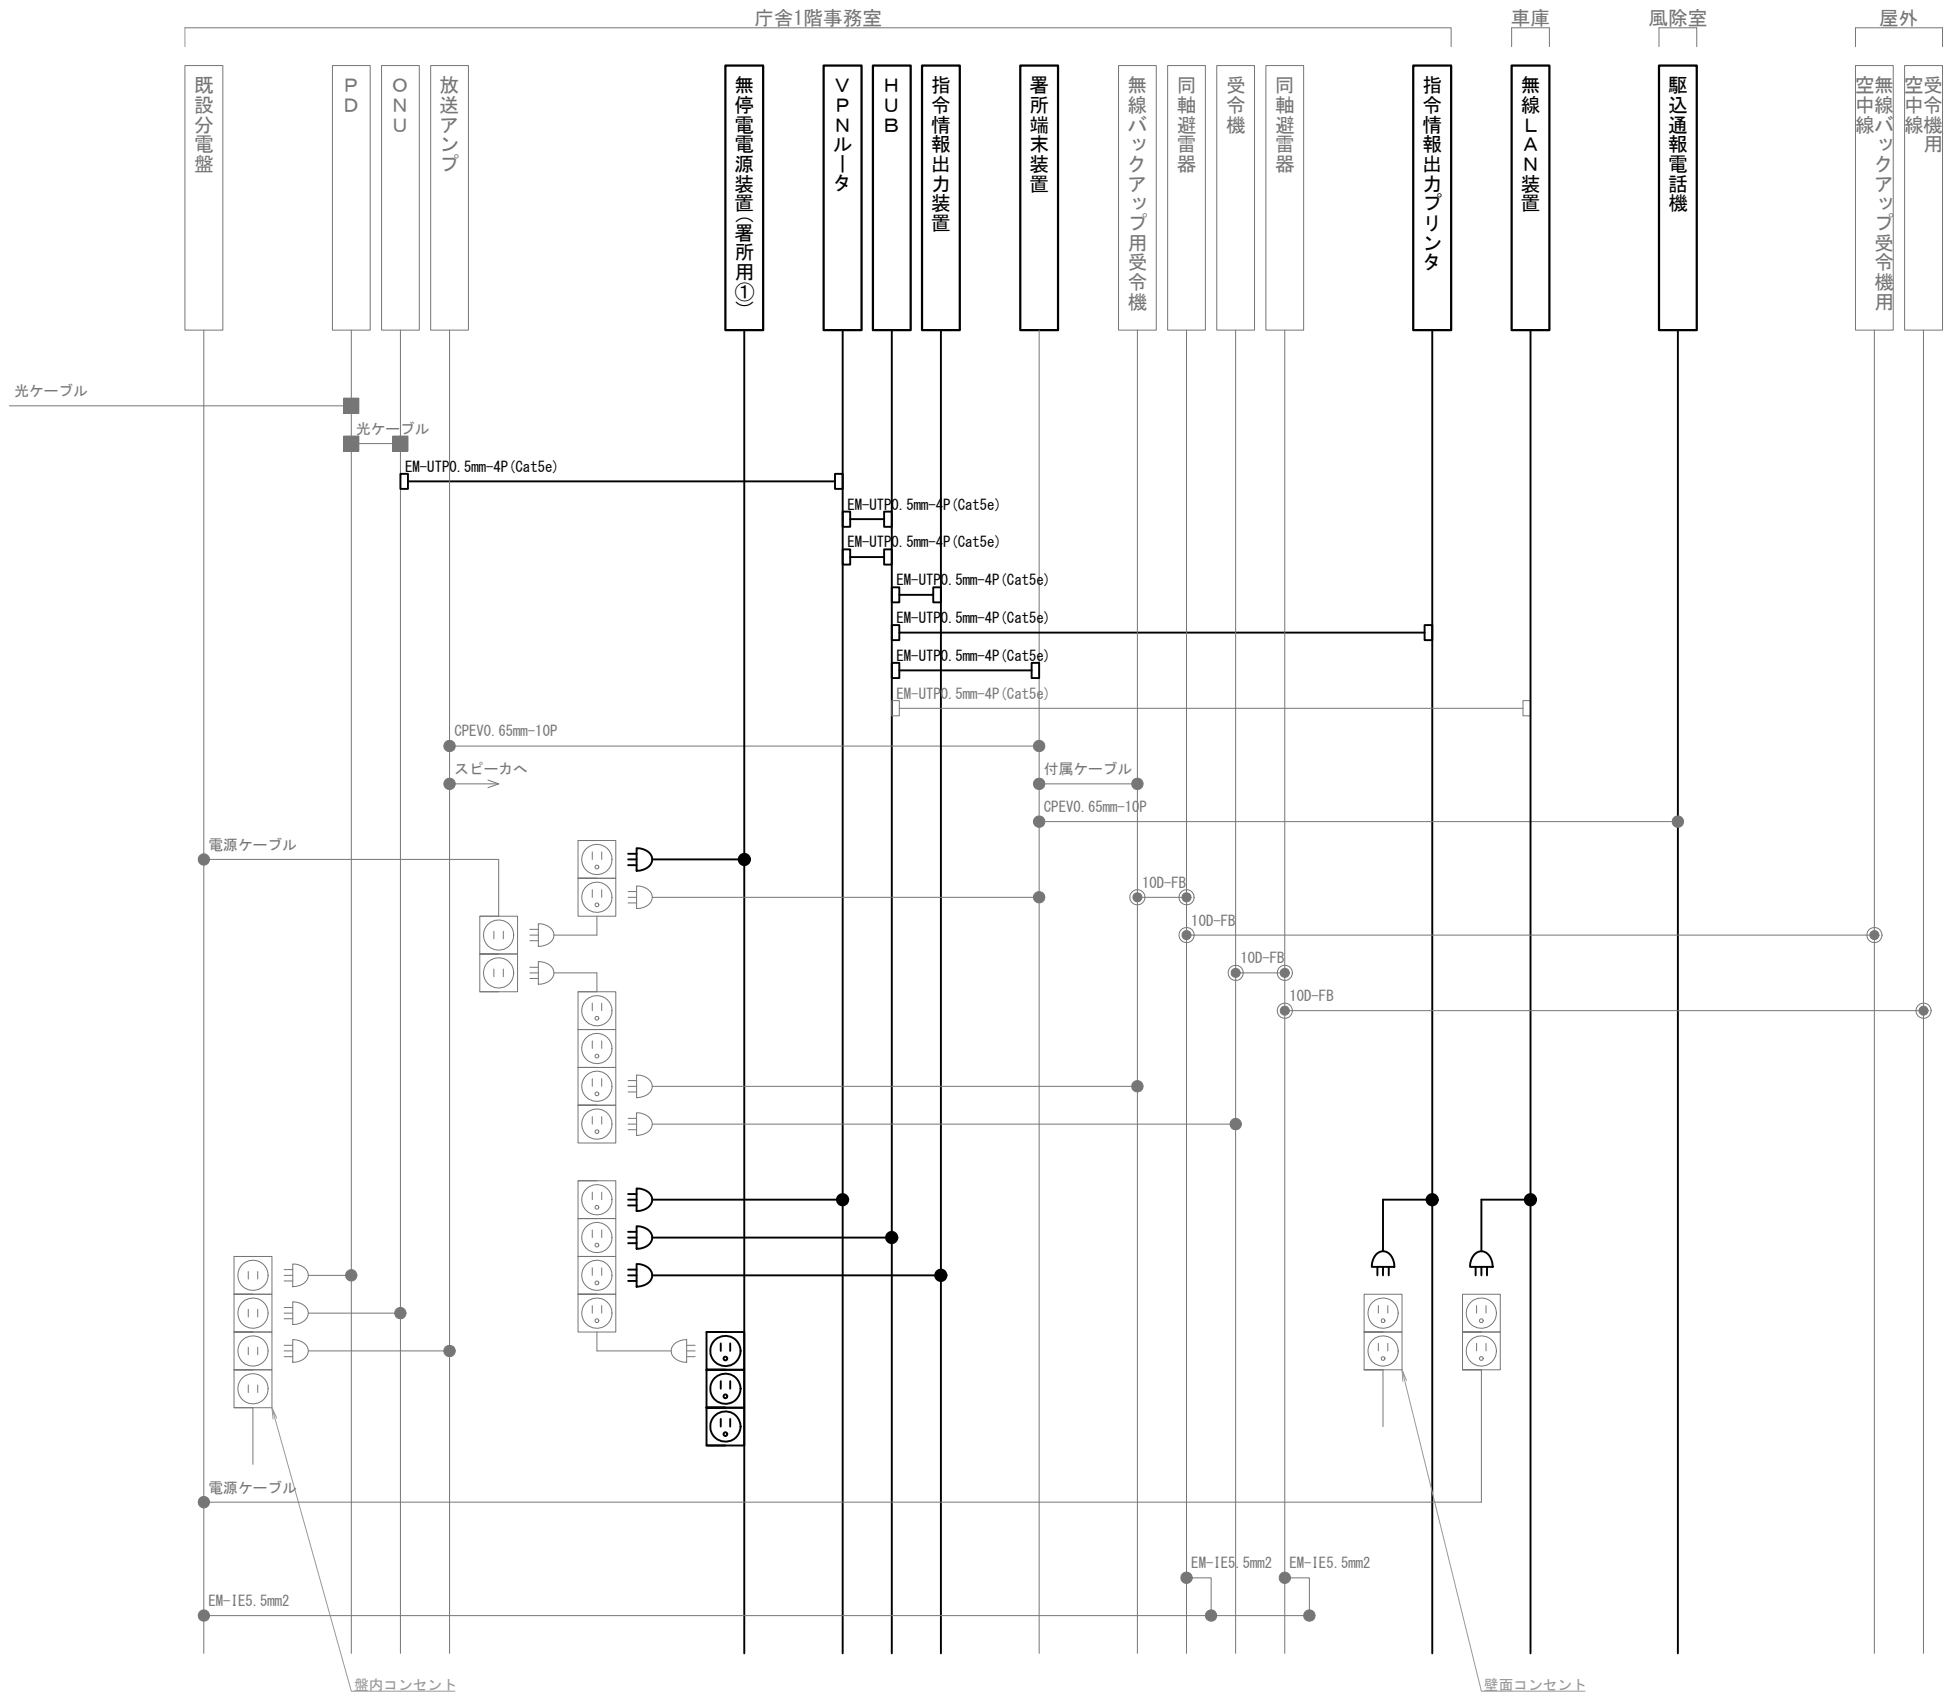 庁舎1階事務室
車庫
風除室
屋外
既設分電盤
PD
ONU
放送アンプ
無停電電源装置(署所用①)
VPNルータ
HUB
指令情報出力装置
署所端末装置
無線バックアップ用受令機
同軸避雷器
受令機
同軸避雷器
指令情報出力プリンタ
無線LAN装置
駆込通報電話機
無線バックアップ受令機用
空中線
受令機用
空中線
光ケーブル
光ケーブル
EM-UTP0.5mm-4P(Cat5e)
EM-UTP0.5mm-4P(Cat5e)
EM-UTP0.5mm-4P(Cat5e)
EM-UTP0.5mm-4P(Cat5e)
EM-UTP0.5mm-4P(Cat5e)
EM-UTP0.5mm-4P(Cat5e)
EM-UTP0.5mm-4P(Cat5e)
CPEV0.65mm-10P
スピーカへ
付属ケーブル
CPEV0.65mm-10P
電源ケーブル
10D-FB
10D-FB
10D-FB
10D-FB
電源ケーブル
EM-IE5.5mm2
EM-IE5.5mm2
EM-IE5.5mm2
盤内コンセント
壁面コンセント